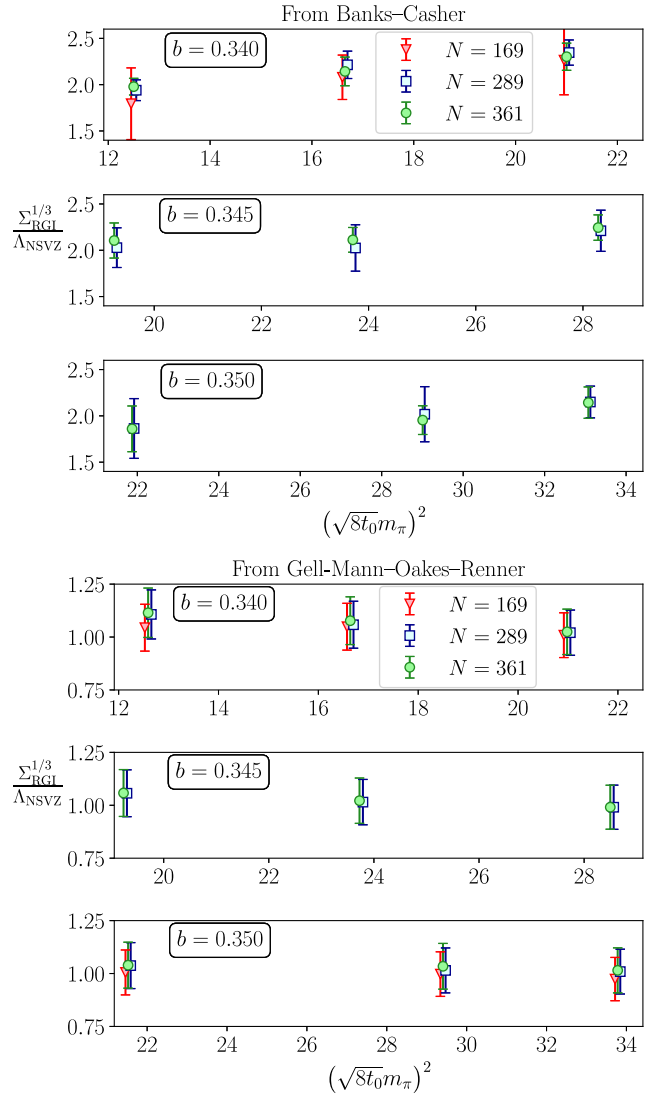 From Banks–Casher
2.5
2.0
1.5
b = 0.340
N = 169
N = 289
N = 361
12 14 16 18 20 22
Σ_RGI^{1/3} / Λ_NSVZ
2.5
2.0
1.5
b = 0.345
20 22 24 26 28
2.5
2.0
1.5
b = 0.350
22 24 26 28 30 32 34
(√8t₀ m_π)²
From Gell-Mann–Oakes–Renner
1.25
1.00
0.75
b = 0.340
N = 169
N = 289
N = 361
12 14 16 18 20 22
Σ_RGI^{1/3} / Λ_NSVZ
1.25
1.00
0.75
b = 0.345
20 22 24 26 28
1.25
1.00
0.75
b = 0.350
22 24 26 28 30 32 34
(√8t₀ m_π)²